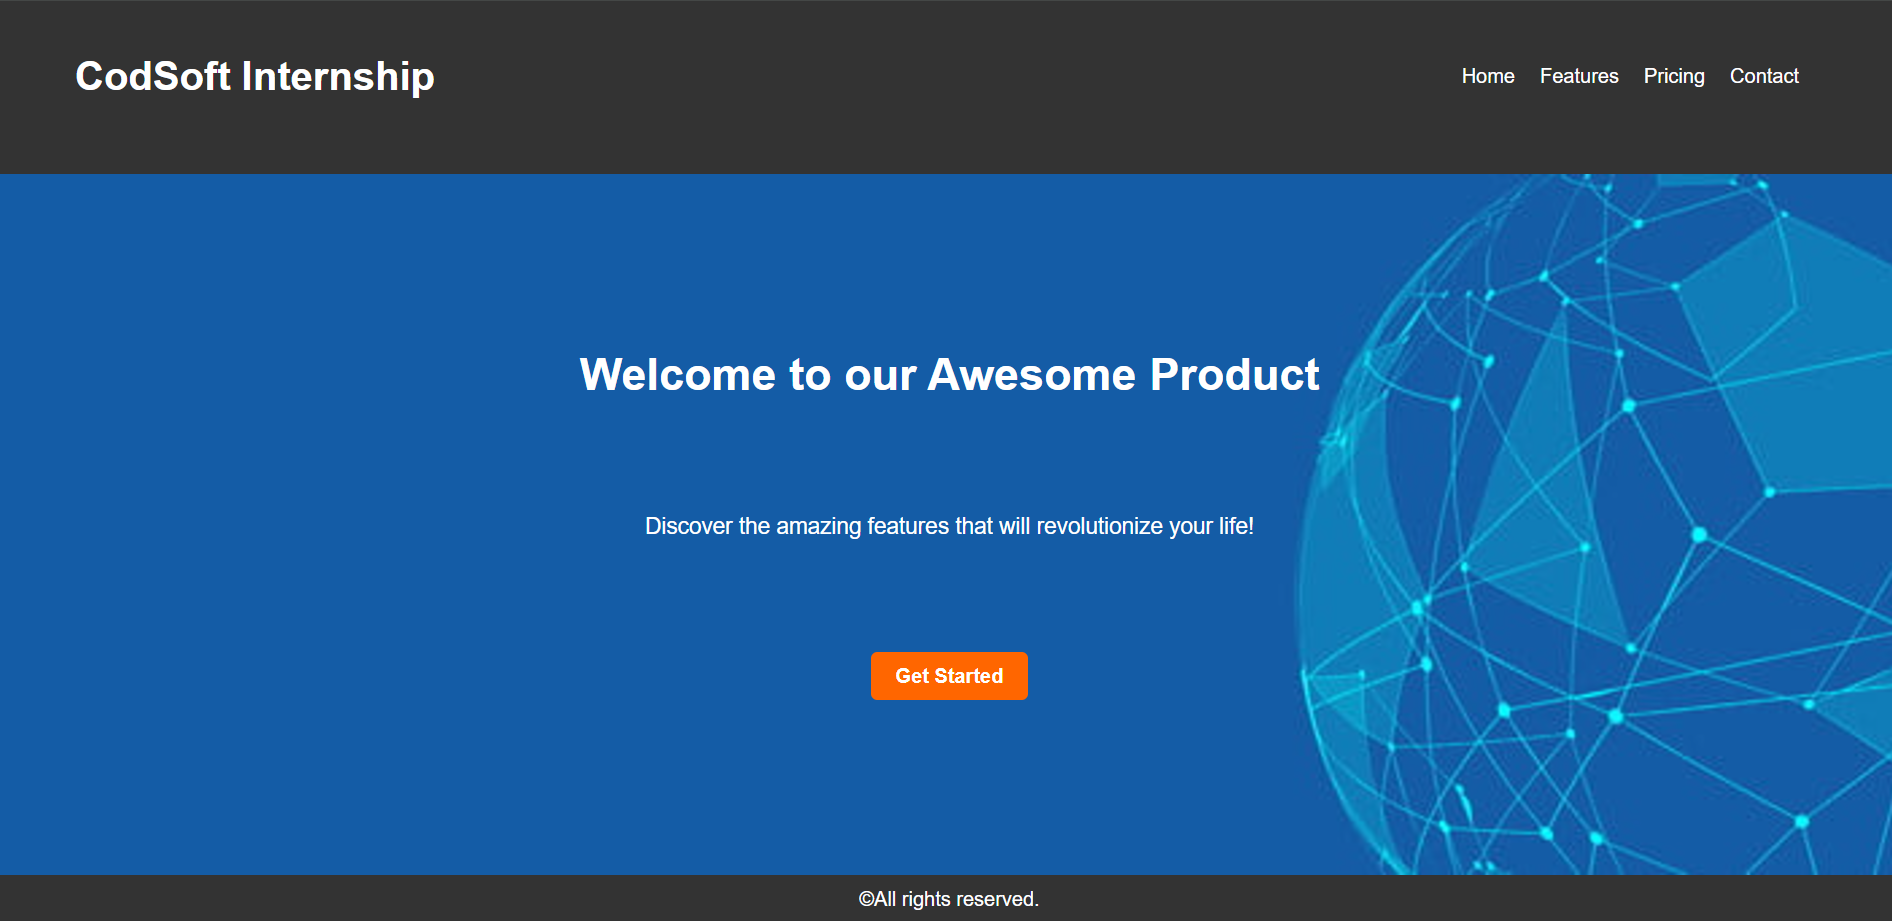 CodSoft Internship
Home Features Pricing Contact
Welcome to our Awesome Product
Discover the amazing features that will revolutionize your life!
Get Started
©All rights reserved.